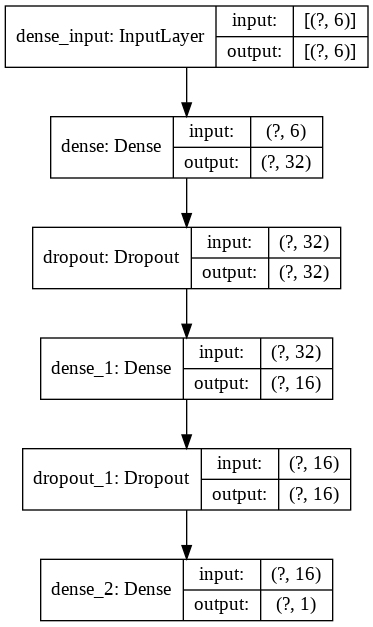 dense_input: InputLayer
input: [(?, 6)]
output: [(?, 6)]
dense: Dense
input: (?, 6)
output: (?, 32)
dropout: Dropout
input: (?, 32)
output: (?, 32)
dense_1: Dense
input: (?, 32)
output: (?, 16)
dropout_1: Dropout
input: (?, 16)
output: (?, 16)
dense_2: Dense
input: (?, 16)
output: (?, 1)